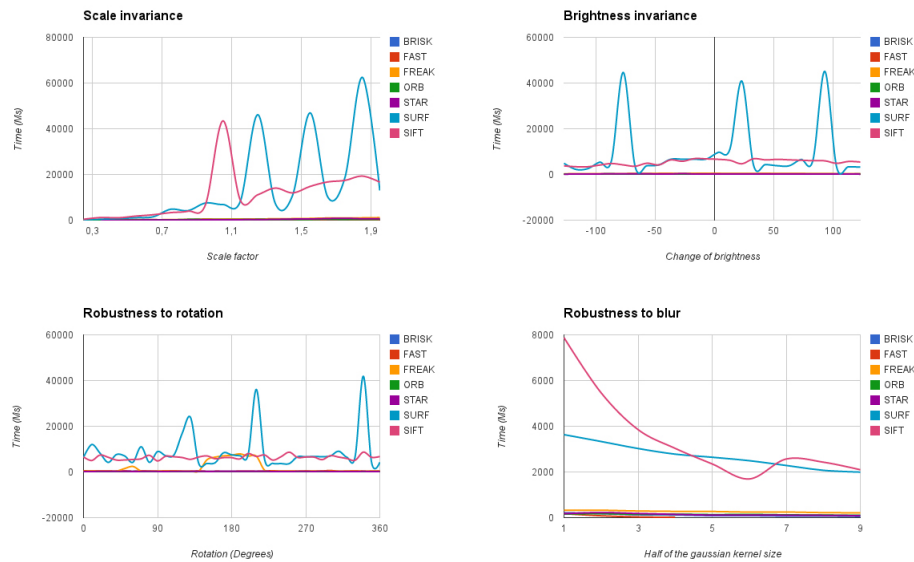 Scale invariance
80000
60000
40000
20000
0
Time (Ms)
0,3 0,7 1,1 1,5 1,9
Scale factor
BRISK
FAST
FREAK
ORB
STAR
SURF
SIFT
Brightness invariance
60000
40000
20000
0
-20000
Time (Ms)
-100 -50 0 50 100
Change of brightness
BRISK
FAST
FREAK
ORB
STAR
SURF
SIFT
Robustness to rotation
60000
40000
20000
0
-20000
Time (Ms)
0 90 180 270 360
Rotation (Degrees)
BRISK
FAST
FREAK
ORB
STAR
SURF
SIFT
Robustness to blur
8000
6000
4000
2000
0
Time (Ms)
1 3 5 7 9
Half of the gaussian kernel size
BRISK
FAST
FREAK
ORB
STAR
SURF
SIFT